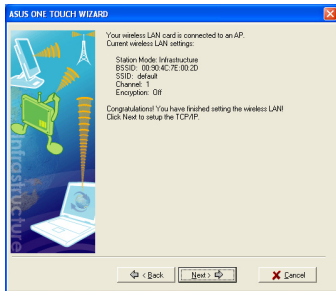 ASUS ONE TOUCH WIZARD
Your wireless LAN card is connected to an AP.
Current wireless LAN settings:
Station Mode: Infrastructure
BSSID: 00:90:4C:7E:00:2D
SSID: default
Channel: 1
Encryption: Off
Congratulations! You have finished setting the wireless LAN!
Click Next to setup the TCP/IP.
Infrastructure
< Back
Next >
Cancel